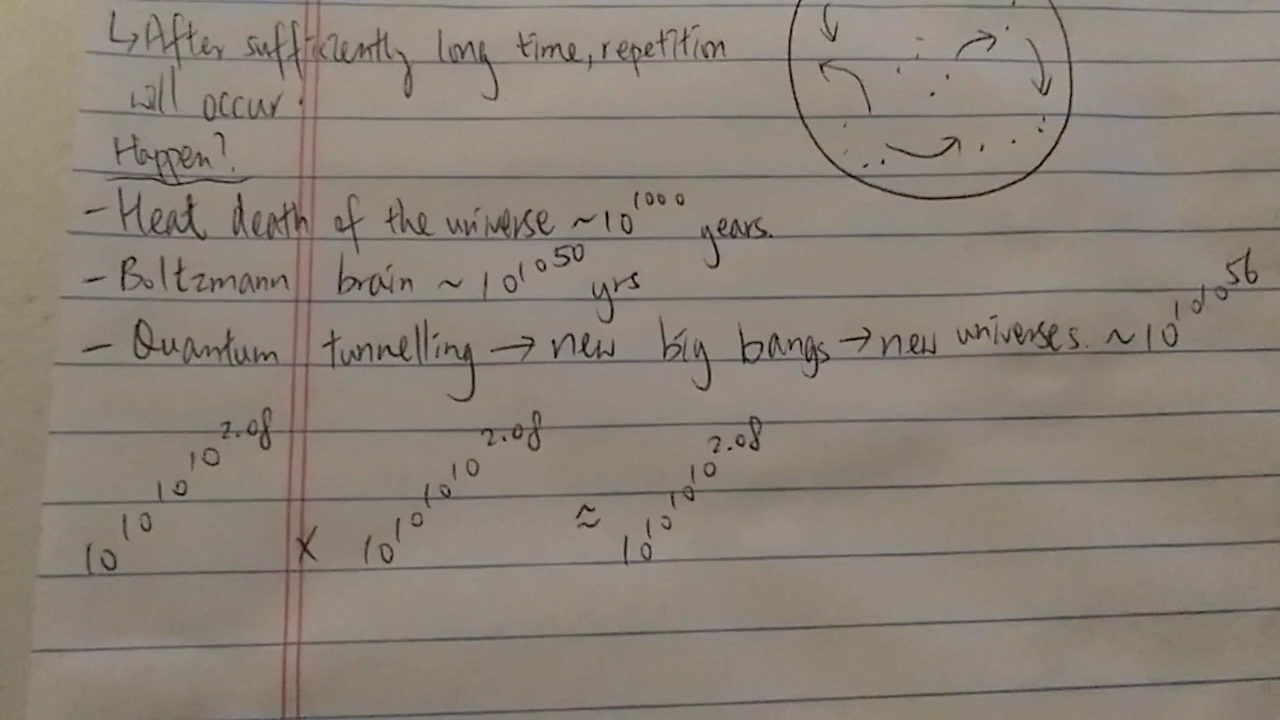 ↳After sufficiently long time, repetition
will occur.
Happen?
- Heat death of the universe ~10^1000 years.
- Boltzmann brain ~ 10^10^50 yrs
- Quantum tunnelling → new big bangs → new universes. ~10^10^10^56
10^10^10^10^2.08 × 10^10^10^10^2.08 ≈ 10^10^10^10^2.08